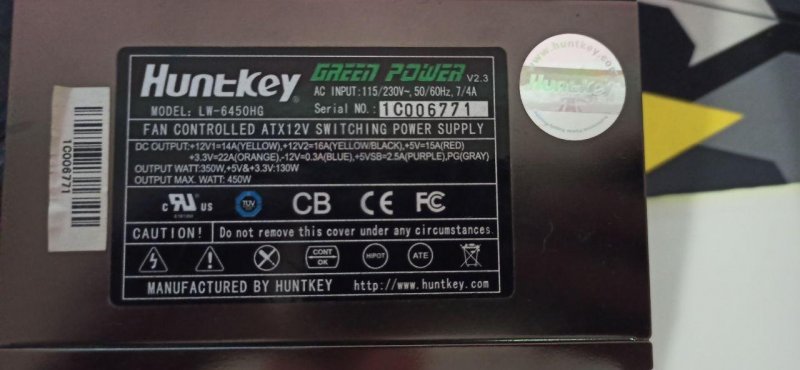 Huntkey® GREEN POWER V2.3
AC INPUT:115/230V~, 50/60Hz, 7/4A
MODEL: LW-6450HG Serial NO.: 1C006771
FAN CONTROLLED ATX12V SWITCHING POWER SUPPLY
DC OUTPUT:+12V1=14A(YELLOW),+12V2=16A(YELLOW/BLACK),+5V=15A(RED)
+3.3V=22A(ORANGE),-12V=0.3A(BLUE),+5VSB=2.5A(PURPLE),PG(GRAY)
OUTPUT WATT:350W,+5V&+3.3V:130W
OUTPUT MAX. WATT: 450W
c RU US TUV CB CE FC
CAUTION! Do not remove this cover under any circumstances.
CONT OK HIPOT ATE
MANUFACTURED BY HUNTKEY http://www.huntkey.com
1C006771
www.huntkey.com
Huntkey